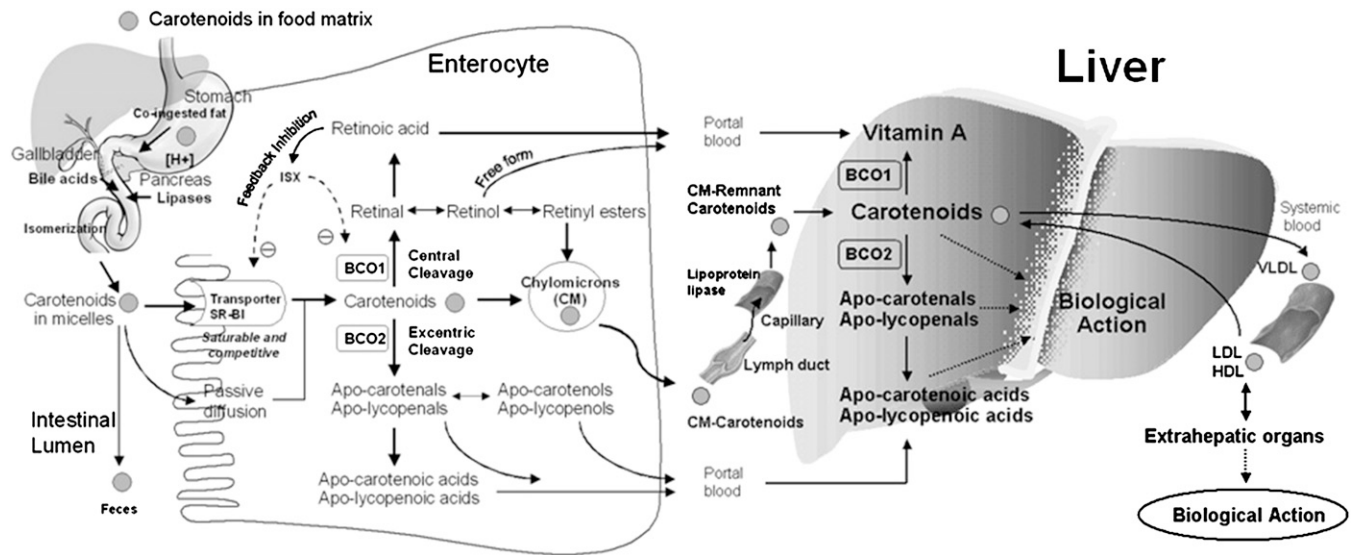 Carotenoids in food matrix
Stomach
Co-ingested fat
[H+]
Gallbladder
Bile acids
Pancreas
Lipases
Isomerization
Carotenoids
in micelles
Intestinal
Lumen
Feces
Enterocyte
Feedback Inhibition
Retinoic acid
ISX
Free form
Retinal
Retinol
Retinyl esters
BCO1
Central
Cleavage
Transporter
SR-BI
Saturable and
competitive
Carotenoids
Chylomicrons
(CM)
BCO2
Excentric
Cleavage
Passive
diffusion
Apo-carotenals
Apo-lycopenals
Apo-carotenols
Apo-lycopenols
Apo-carotenoic acids
Apo-lycopenoic acids
Portal
blood
CM-Remnant
Carotenoids
Lipoprotein
lipase
Capillary
Lymph duct
CM-Carotenoids
Portal
blood
Liver
Vitamin A
BCO1
Carotenoids
BCO2
Apo-carotenals
Apo-lycopenals
Biological
Action
Apo-carotenoic acids
Apo-lycopenoic acids
Systemic
blood
VLDL
LDL
HDL
Extrahepatic organs
Biological Action